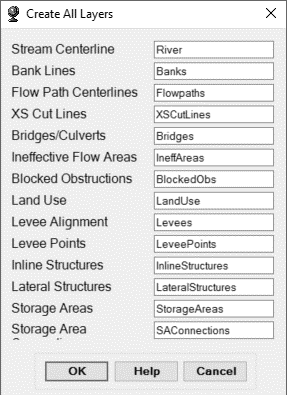 Create All Layers
Stream Centerline River
Bank Lines Banks
Flow Path Centerlines Flowpaths
XS Cut Lines XSCutLines
Bridges/Culverts Bridges
Ineffective Flow Areas IneffAreas
Blocked Obstructions BlockedObs
Land Use LandUse
Levee Alignment Levees
Levee Points LeveePoints
Inline Structures InlineStructures
Lateral Structures LateralStructures
Storage Areas StorageAreas
Storage Area SAConnections
OK Help Cancel